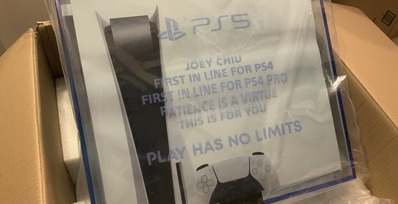 PS5
JOEY CHIU
FIRST IN LINE FOR PS4
FIRST IN LINE FOR PS4 PRO
PATIENCE IS A VIRTUE
THIS IS FOR YOU
PLAY HAS NO LIMITS